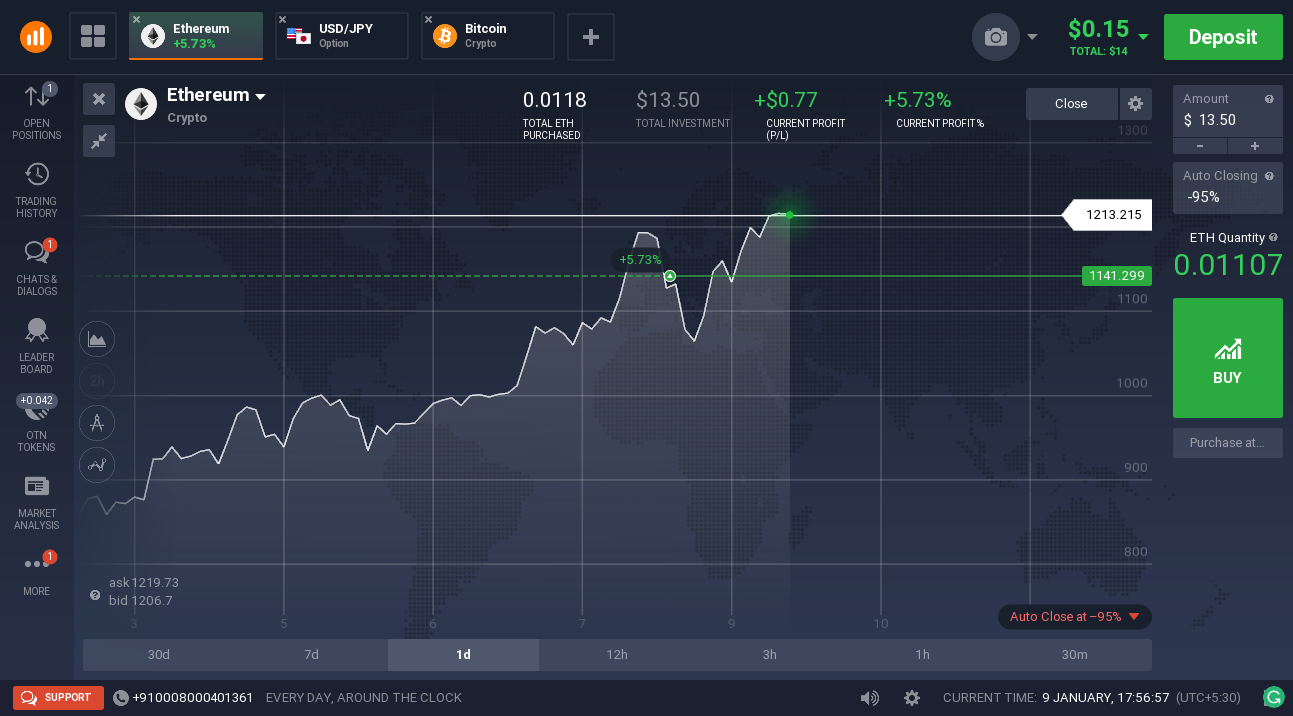 Ethereum
+5.73%
USD/JPY
Option
Bitcoin
Crypto
$0.15
TOTAL: $14
Deposit
1
OPEN
POSITIONS
TRADING
HISTORY
1
CHATS &
DIALOGS
LEADER
BOARD
+0.042
OTN
TOKENS
MARKET
ANALYSIS
1
MORE
Ethereum
Crypto
0.0118
TOTAL ETH
PURCHASED
$13.50
TOTAL INVESTMENT
+$0.77
CURRENT PROFIT
(P/L)
+5.73%
CURRENT PROFIT%
Close
1300
1213.215
+5.73%
1141.299
1100
1000
900
800
2h
ask 1219.73
bid 1206.7
3
5
6
7
9
10
Auto Close at −95%
30d
7d
1d
12h
3h
1h
30m
Amount
$ 13.50
-
+
Auto Closing
-95%
ETH Quantity
0.01107
BUY
Purchase at...
SUPPORT
+910008000401361
EVERY DAY, AROUND THE CLOCK
CURRENT TIME: 9 JANUARY, 17:56:57 (UTC+5:30)